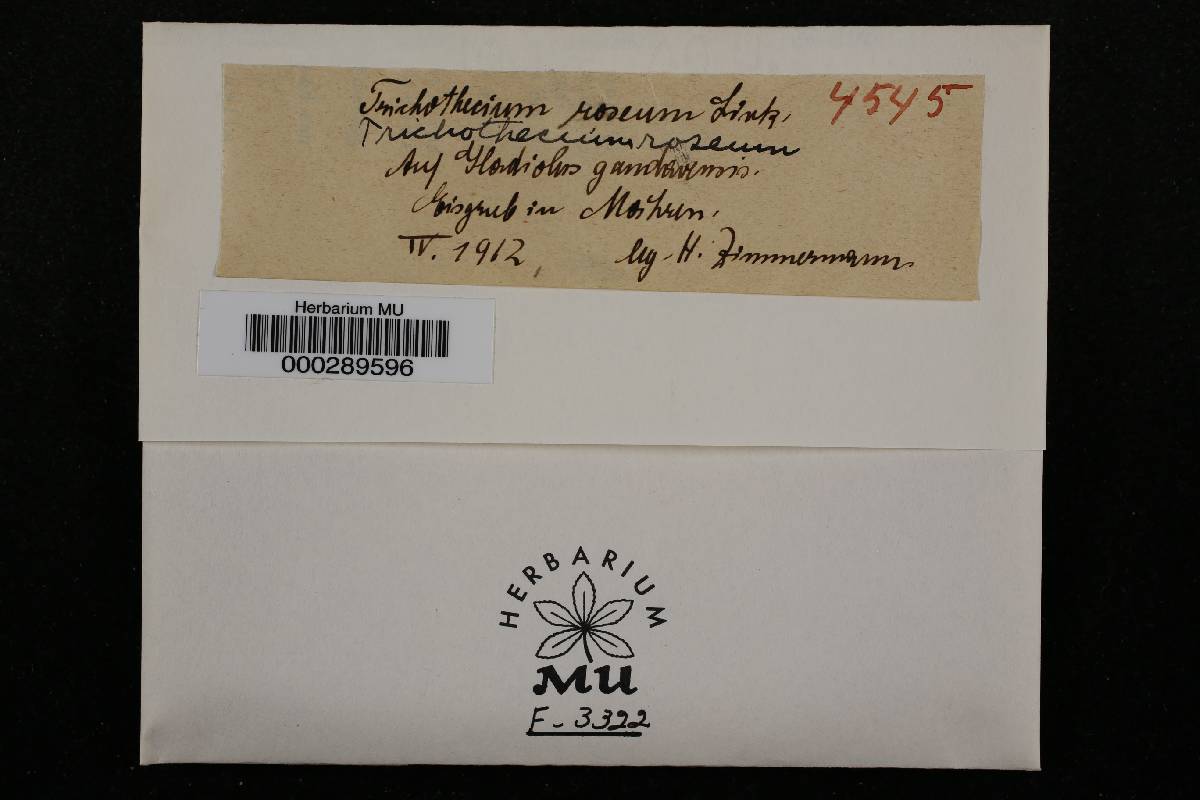 Trichothecium roseum Link. 4545
Trichothecium roseum
Auf Gladiolus gandavensis.
Eisgrub in Mähren.
IV. 1912 leg. H. Zimmermann
Herbarium MU
000289596
HERBARIUM
MU
F-3322